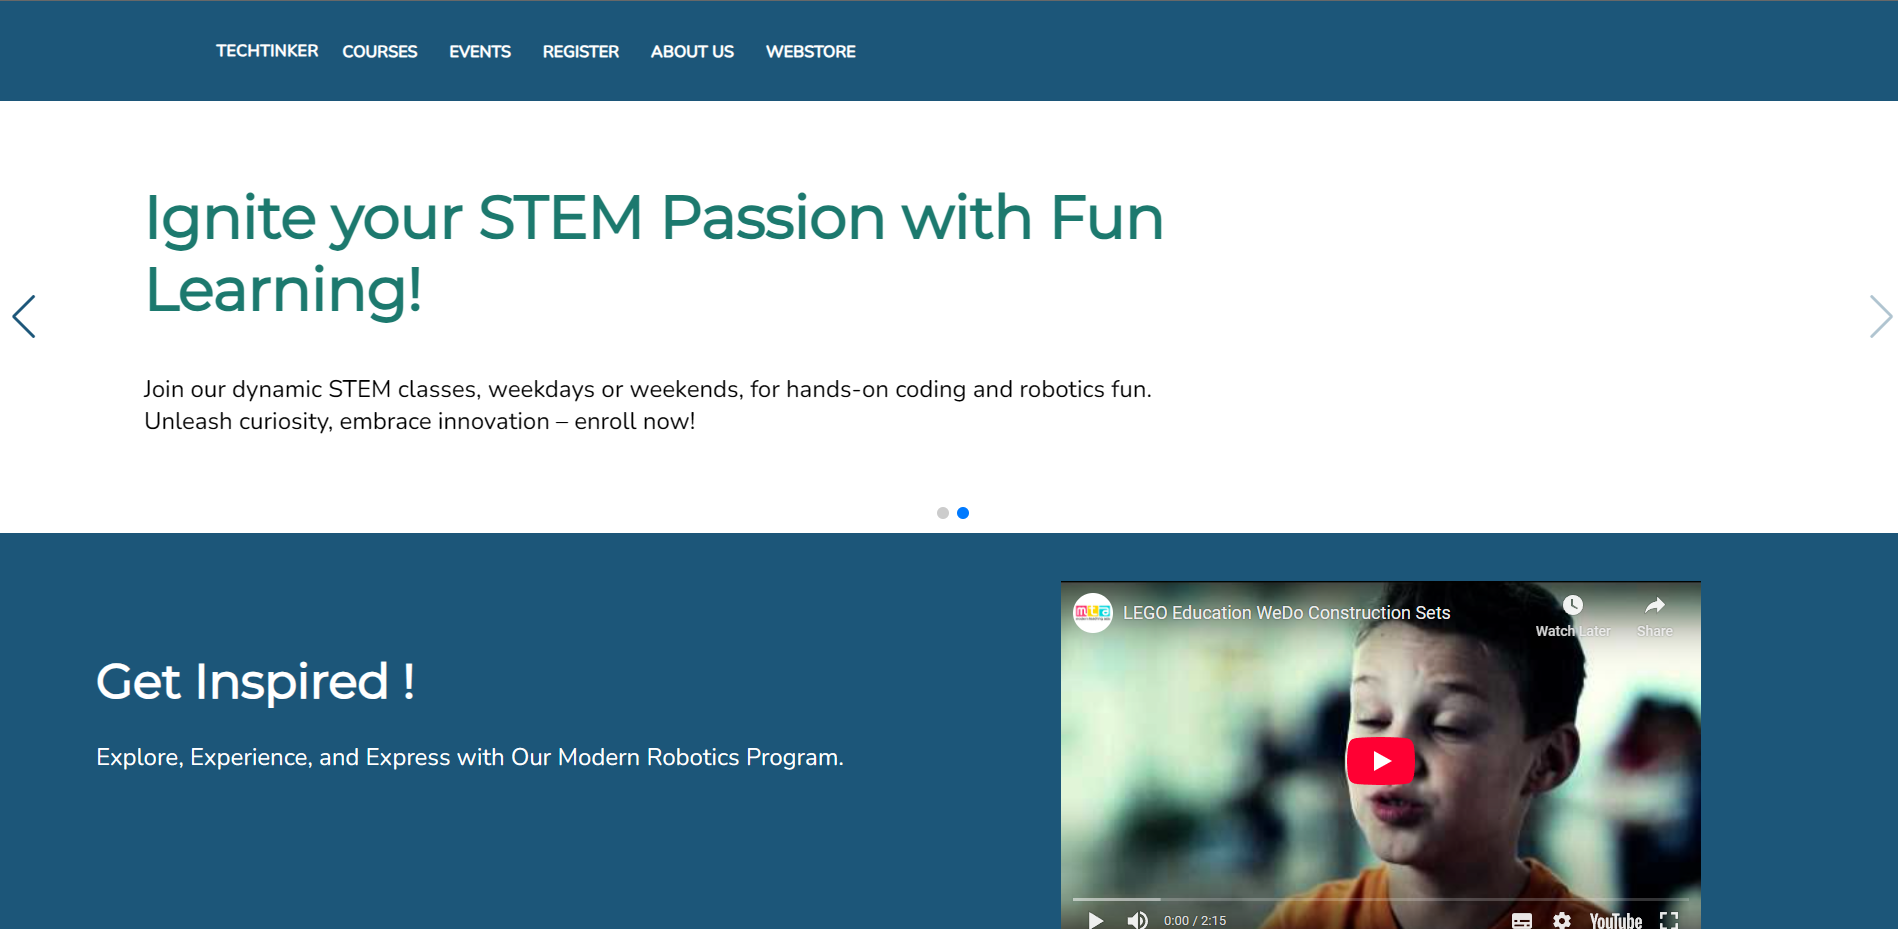 TECHTINKER COURSES EVENTS REGISTER ABOUT US WEBSTORE
Ignite your STEM Passion with Fun
Learning!
Join our dynamic STEM classes, weekdays or weekends, for hands-on coding and robotics fun.
Unleash curiosity, embrace innovation – enroll now!
Get Inspired !
Explore, Experience, and Express with Our Modern Robotics Program.
LEGO Education WeDo Construction Sets
Watch Later Share
0:00 / 2:15
YouTube